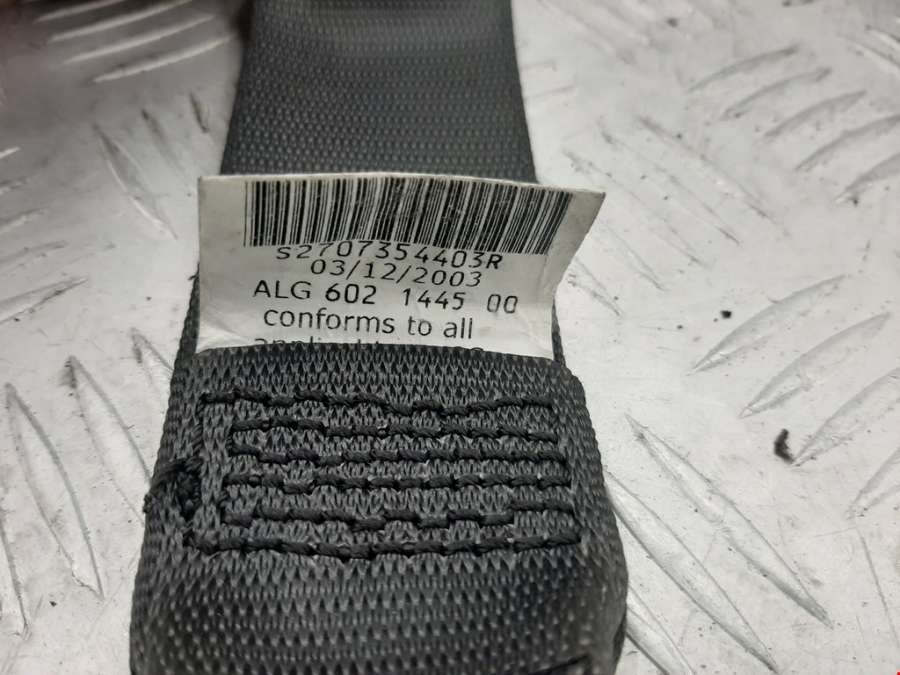 S2707354403R
03/12/2003
ALG 602 1445 00
conforms to all